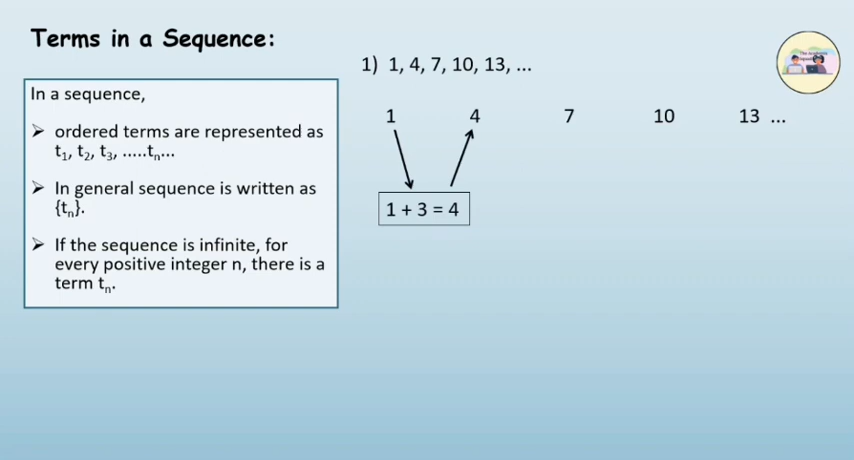 Terms in a Sequence:
1) 1, 4, 7, 10, 13, ...
In a sequence,
➢ ordered terms are represented as
t₁, t₂, t₃, .....tₙ...
➢ In general sequence is written as
{tₙ}.
➢ If the sequence is infinite, for
every positive integer n, there is a
term tₙ.
1 4 7 10 13 ...
1 + 3 = 4